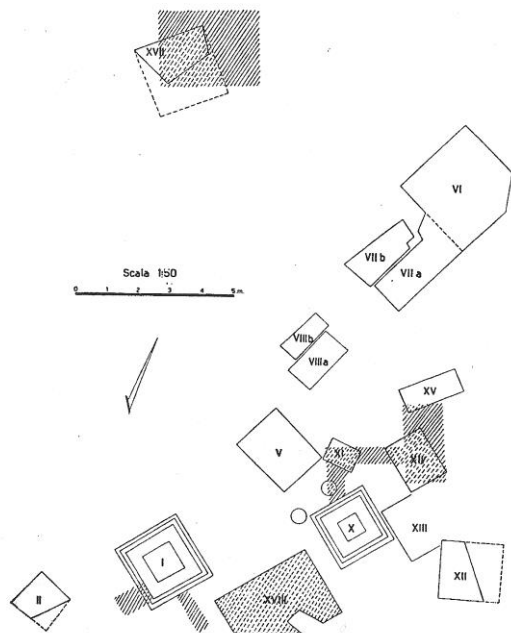 XVII
VI
VII b
VII a
Scala 1:50
0 1 2 3 4 5 m.
VIII b
VIII a
XV
V
XI
XIV
X
XIII
I
XII
II
XVIII